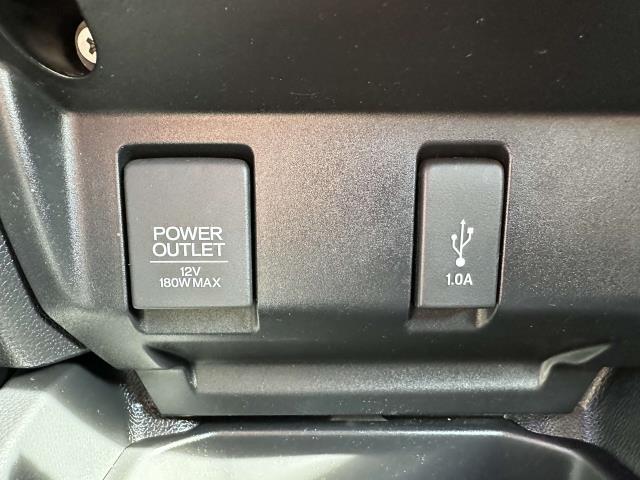 POWER
OUTLET
12V
180W MAX
1.0A